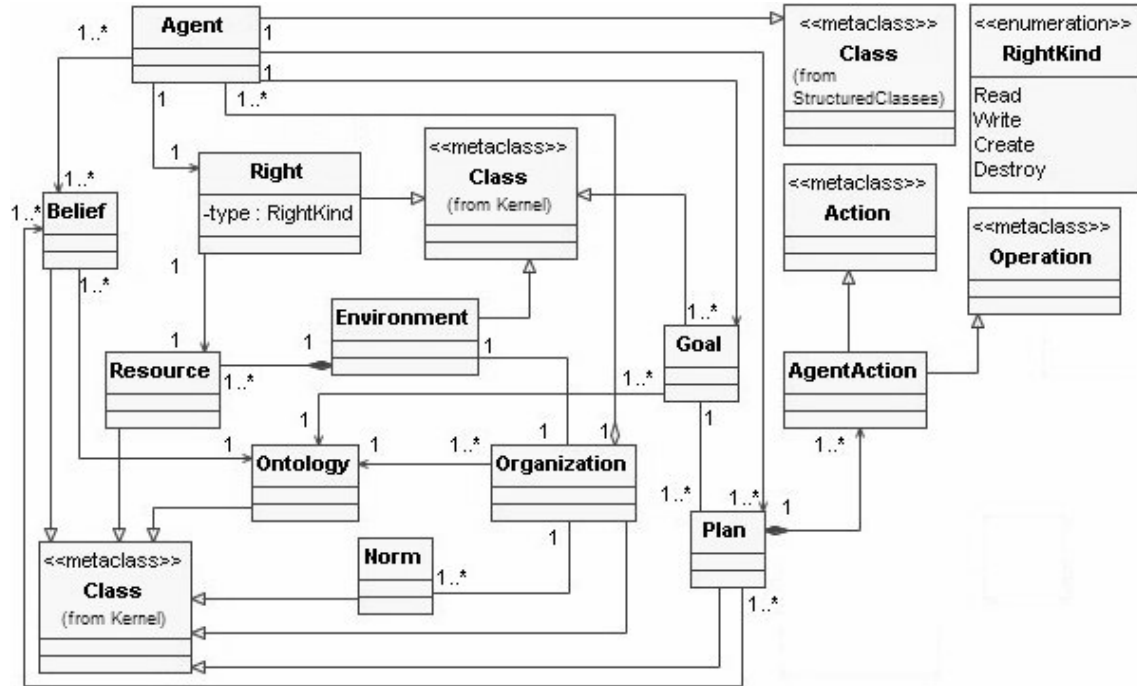 Agent
1..*
1
1
1
1..*
<<metaclass>>
Class
(from
StructuredClasses)
<<enumeration>>
RightKind
Read
Write
Create
Destroy
1
1
Right
-type : RightKind
<<metaclass>>
Class
(from Kernel)
<<metaclass>>
Action
<<metaclass>>
Operation
1..*
1..*
Belief
1..*
1
1
Resource
1..*
Environment
1
1
1..*
Goal
1..*
1
AgentAction
1..*
1
1
Ontology
1
1..*
1
1
Organization
1
1..*
1..*
1
Plan
1..*
Norm
1..*
<<metaclass>>
Class
(from Kernel)